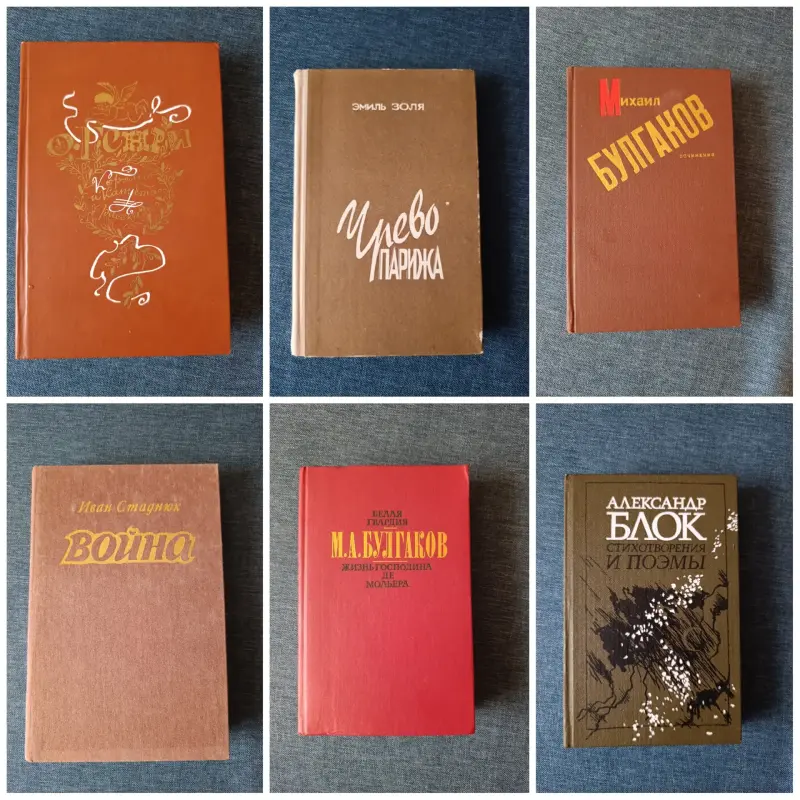 О. Генри
ЭМИЛЬ ЗОЛЯ
Чрево
ПАРИЖА
МИХАИЛ
БУЛГАКОВ
СОЧИНЕНИЯ
Иван Стаднюк
ВОЙНА
БЕЛАЯ
ГВАРДИЯ
М.А.БУЛГАКОВ
ЖИЗНЬ ГОСПОДИНА
ДЕ
МОЛЬЕРА
АЛЕКСАНДР
БЛОК
СТИХОТВОРЕНИЯ
И ПОЭМЫ